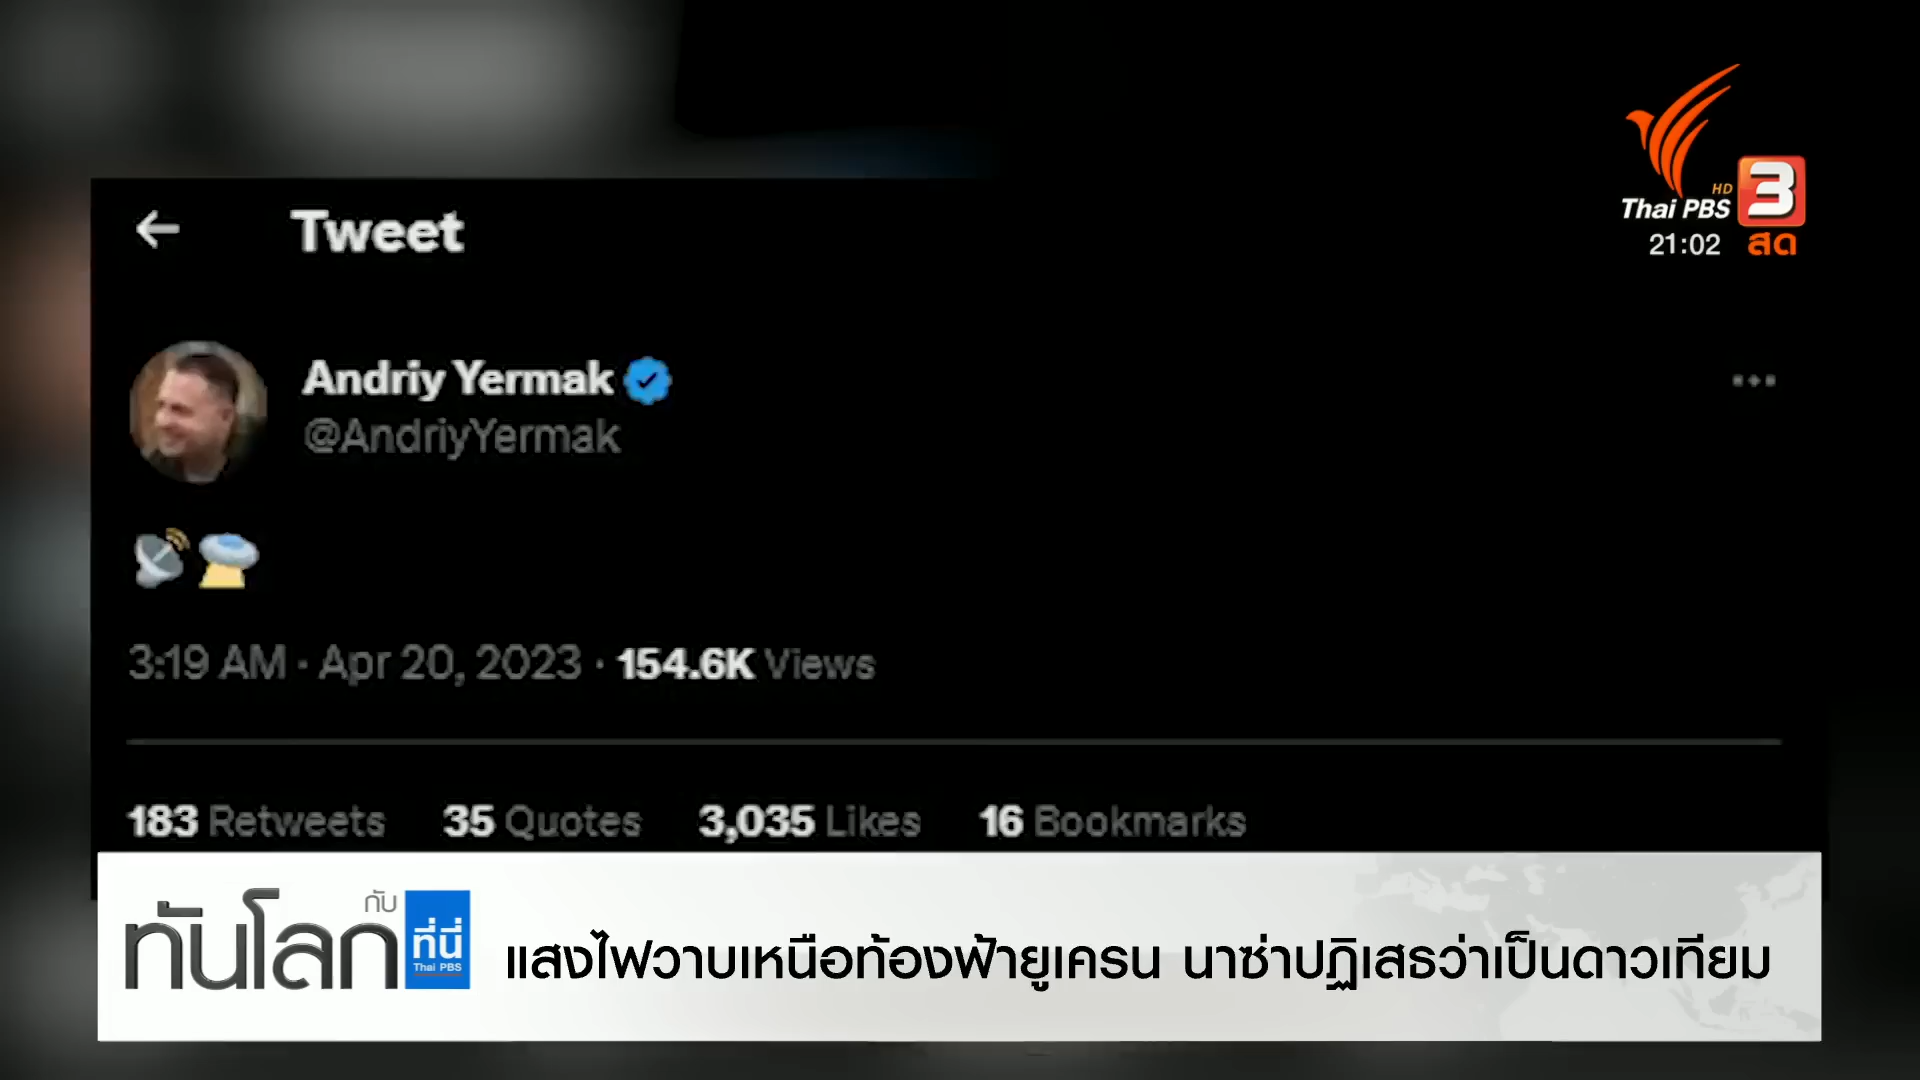 HD
Thai PBS 3
21:02 สด
Tweet
Andriy Yermak
@AndriyYermak
3:19 AM · Apr 20, 2023 · 154.6K Views
183 Retweets 35 Quotes 3,035 Likes 16 Bookmarks
ทันโลก กับ ที่นี่ Thai PBS
แสงไฟวาบเหนือท้องฟ้ายูเครน นาซ่าปฏิเสธว่าเป็นดาวเทียม